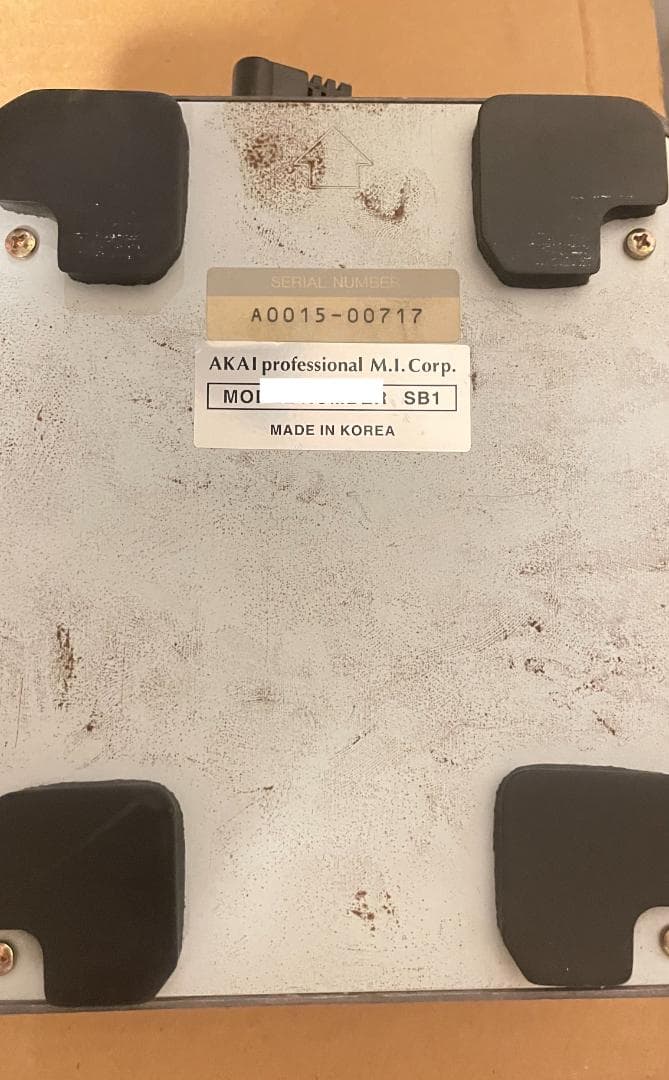 SERIAL NUMBER
A0015-00717
AKAI professional M.I. Corp.
SB1
MADE IN KOREA